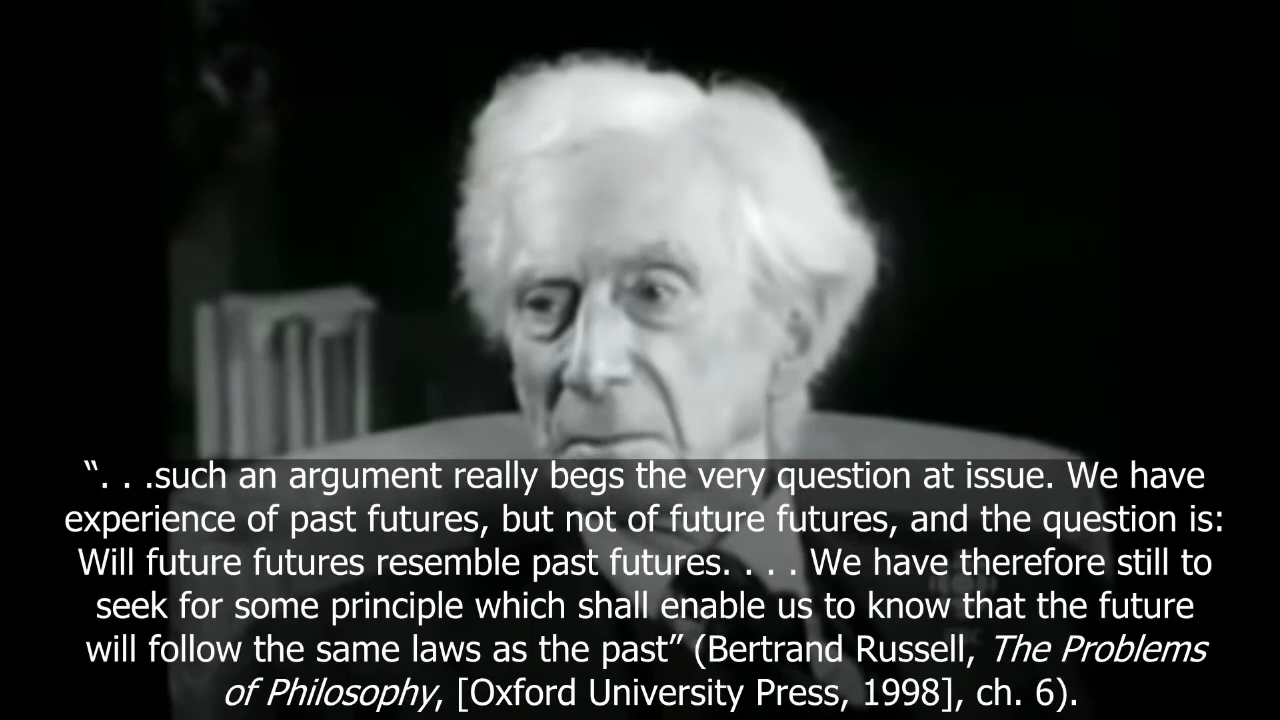 “. . .such an argument really begs the very question at issue. We have
experience of past futures, but not of future futures, and the question is:
Will future futures resemble past futures. . . . We have therefore still to
seek for some principle which shall enable us to know that the future
will follow the same laws as the past” (Bertrand Russell, The Problems
of Philosophy, [Oxford University Press, 1998], ch. 6).